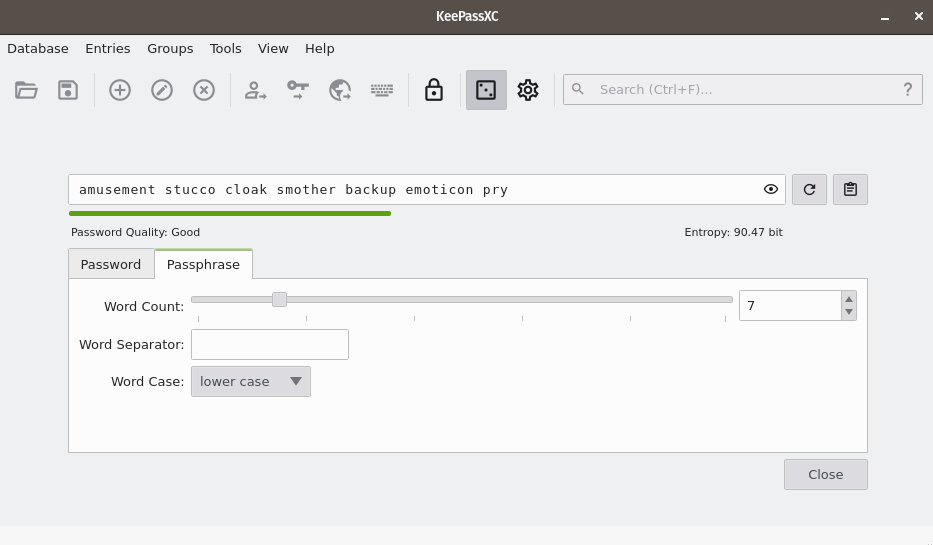 KeePassXC
Database Entries Groups Tools View Help
Search (Ctrl+F)... ?
amusement stucco cloak smother backup emoticon pry
Password Quality: Good Entropy: 90.47 bit
Password Passphrase
Word Count: 7
Word Separator:
Word Case: lower case
Close